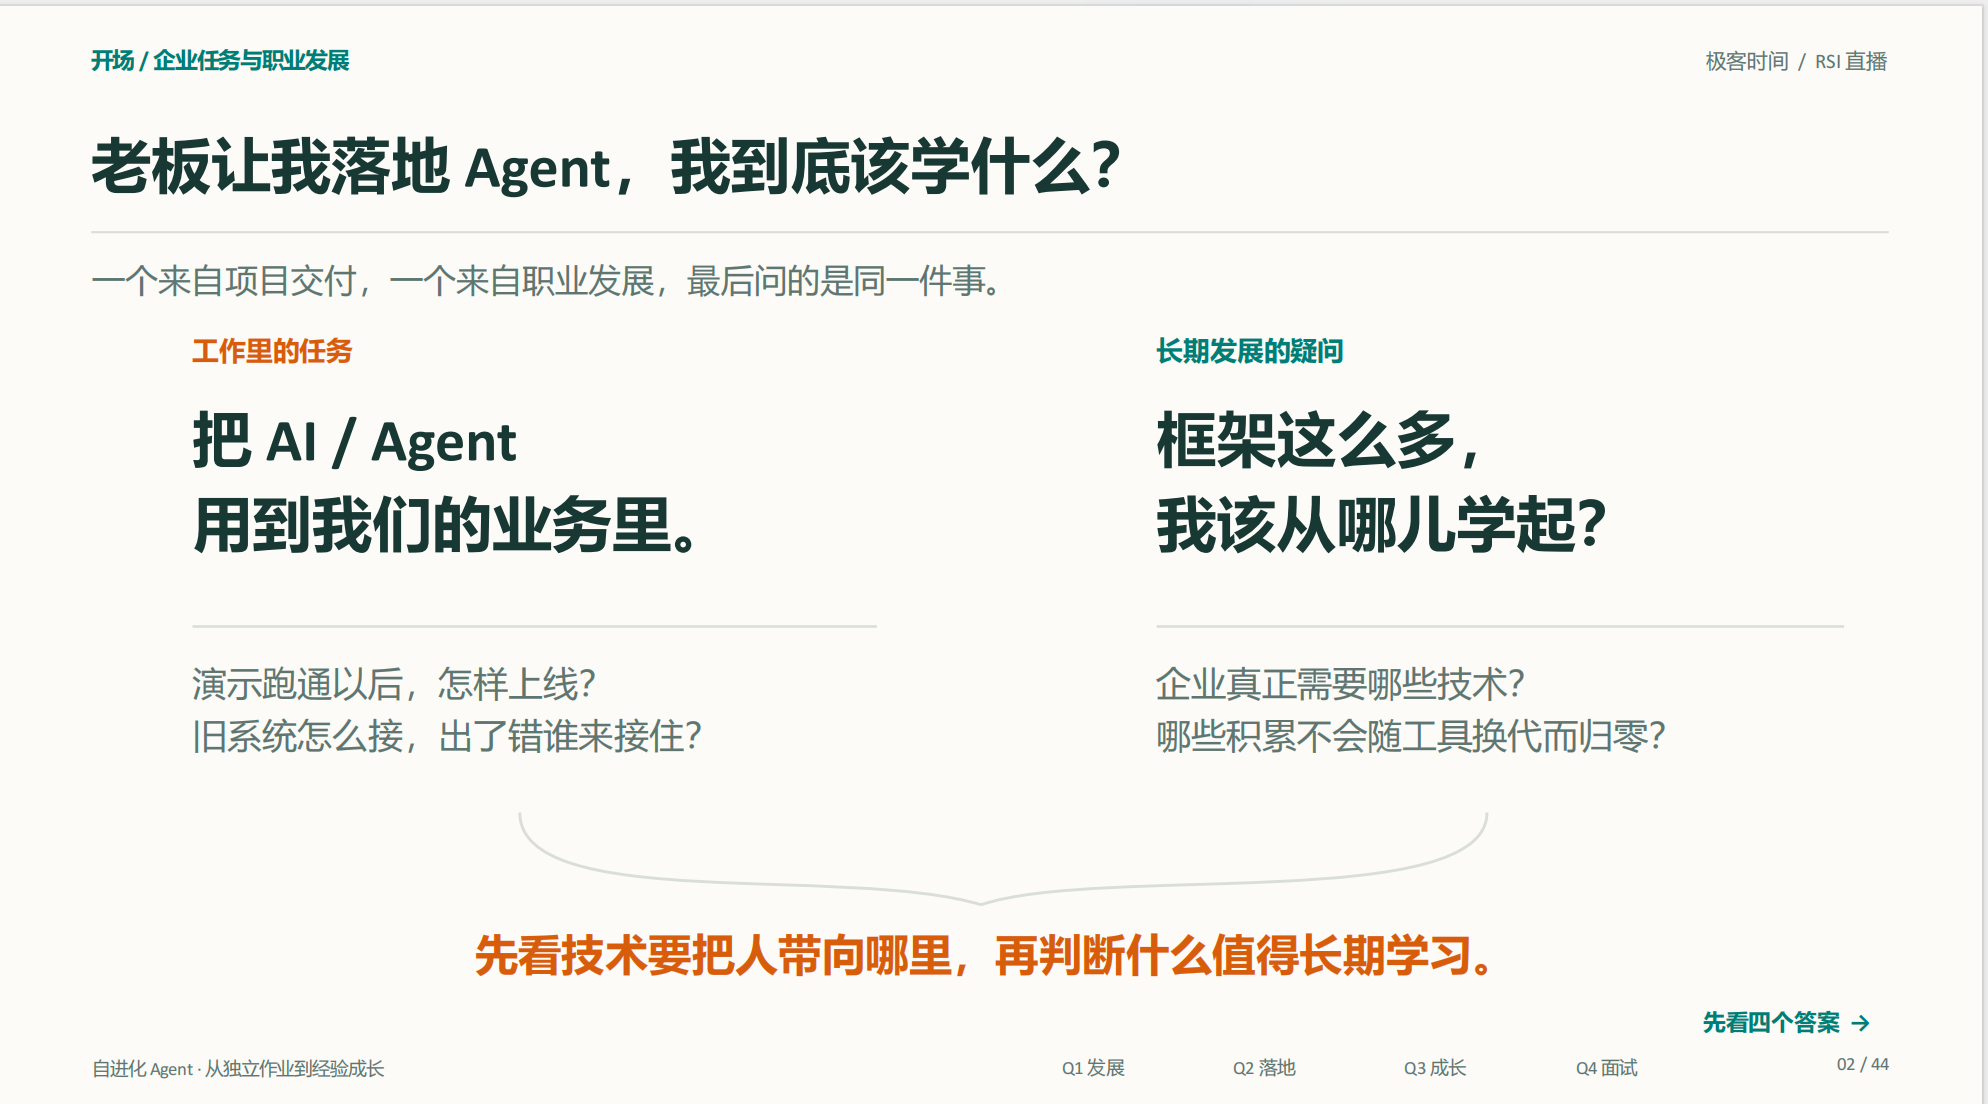 开场 / 企业任务与职业发展
极客时间 / RSI 直播
老板让我落地 Agent，我到底该学什么？
一个来自项目交付，一个来自职业发展，最后问的是同一件事。
工作里的任务
把 AI / Agent
用到我们的业务里。
演示跑通以后，怎样上线？
旧系统怎么接，出了错谁来接住？
长期发展的疑问
框架这么多，
我该从哪儿学起？
企业真正需要哪些技术？
哪些积累不会随工具换代而归零？
先看技术要把人带向哪里，再判断什么值得长期学习。
先看四个答案 →
自进化 Agent · 从独立作业到经验成长
Q1 发展
Q2 落地
Q3 成长
Q4 面试
02 / 44